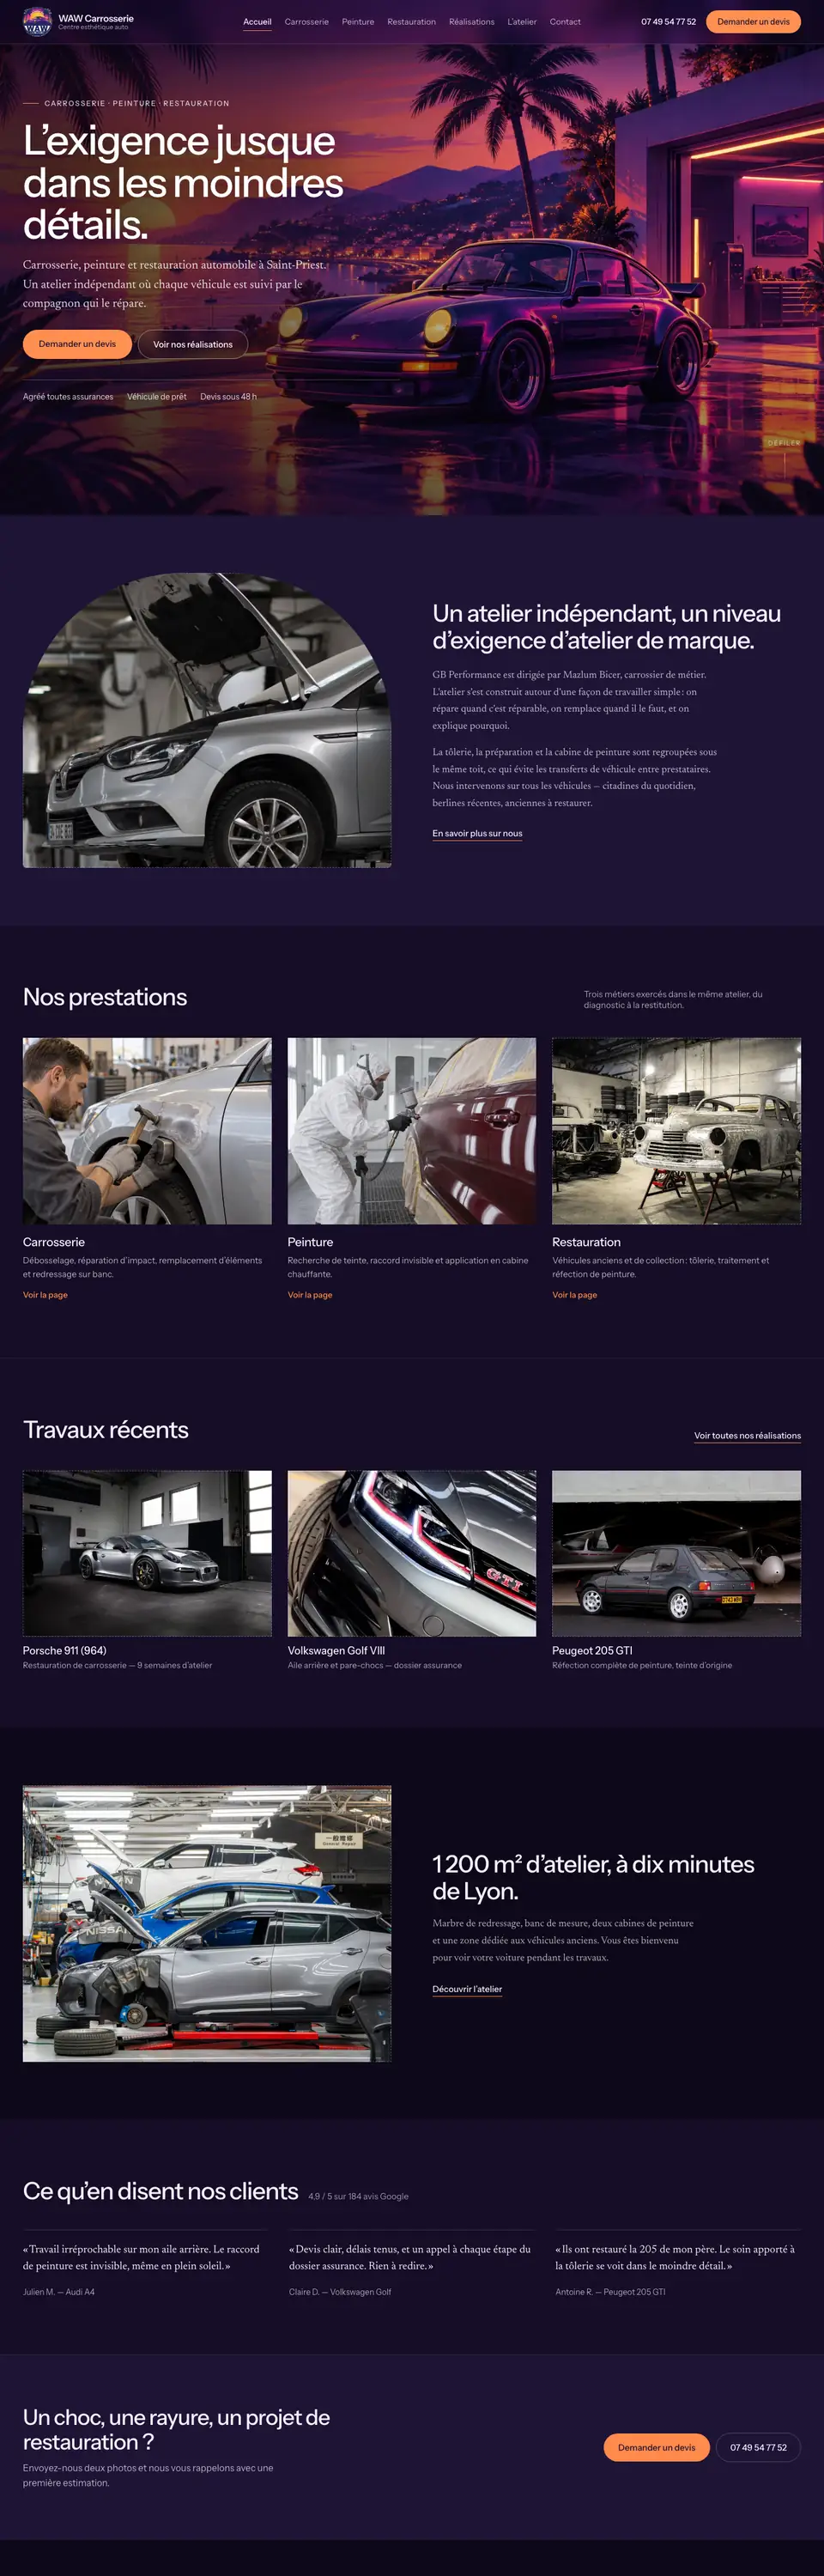 WAW
WAW Carrosserie
Centre esthétique auto
Accueil
Carrosserie
Peinture
Restauration
Réalisations
L'atelier
Contact
07 49 54 77 52
Demander un devis
CARROSSERIE · PEINTURE · RESTAURATION
L'exigence jusque
dans les moindres
détails.
Carrosserie, peinture et restauration automobile à Saint-Priest.
Un atelier indépendant où chaque véhicule est suivi par le
compagnon qui le répare.
Demander un devis
Voir nos réalisations
Agréé toutes assurances
Véhicule de prêt
Devis sous 48 h
DÉFILER
Un atelier indépendant, un niveau
d'exigence d'atelier de marque.
GB Performance est dirigée par Mazlum Bicer, carrossier de métier.
L'atelier s'est construit autour d'une façon de travailler simple : on
répare quand c'est réparable, on remplace quand il le faut, et on
explique pourquoi.
La tôlerie, la préparation et la cabine de peinture sont regroupées sous
le même toit, ce qui évite les transferts de véhicule entre prestataires.
Nous intervenons sur tous les véhicules — citadines du quotidien,
berlines récentes, anciennes à restaurer.
En savoir plus sur nous
Nos prestations
Trois métiers exercés dans le même atelier, du
diagnostic à la restitution.
Carrosserie
Débosselage, réparation d'impact, remplacement d'éléments
et redressage sur banc.
Voir la page
Peinture
Recherche de teinte, raccord invisible et application en cabine
chauffante.
Voir la page
Restauration
Véhicules anciens et de collection : tôlerie, traitement et
réfection de peinture.
Voir la page
Travaux récents
Voir toutes nos réalisations
GTI
Porsche 911 (964)
Restauration de carrosserie — 9 semaines d'atelier
Volkswagen Golf VIII
Aile arrière et pare-chocs — dossier assurance
Peugeot 205 GTI
Réfection complète de peinture, teinte d'origine
一般維修
General Repair
NISSAN
1 200 m² d'atelier, à dix minutes
de Lyon.
Marbre de redressage, banc de mesure, deux cabines de peinture
et une zone dédiée aux véhicules anciens. Vous êtes bienvenu
pour voir votre voiture pendant les travaux.
Découvrir l'atelier
Ce qu'en disent nos clients
4,9 / 5 sur 184 avis Google
« Travail irréprochable sur mon aile arrière. Le raccord
de peinture est invisible, même en plein soleil. »
Julien M. — Audi A4
« Devis clair, délais tenus, et un appel à chaque étape du
dossier assurance. Rien à redire. »
Claire D. — Volkswagen Golf
« Ils ont restauré la 205 de mon père. Le soin apporté à
la tôlerie se voit dans le moindre détail. »
Antoine R. — Peugeot 205 GTI
Un choc, une rayure, un projet de
restauration ?
Envoyez-nous deux photos et nous vous rappelons avec une
première estimation.
Demander un devis
07 49 54 77 52